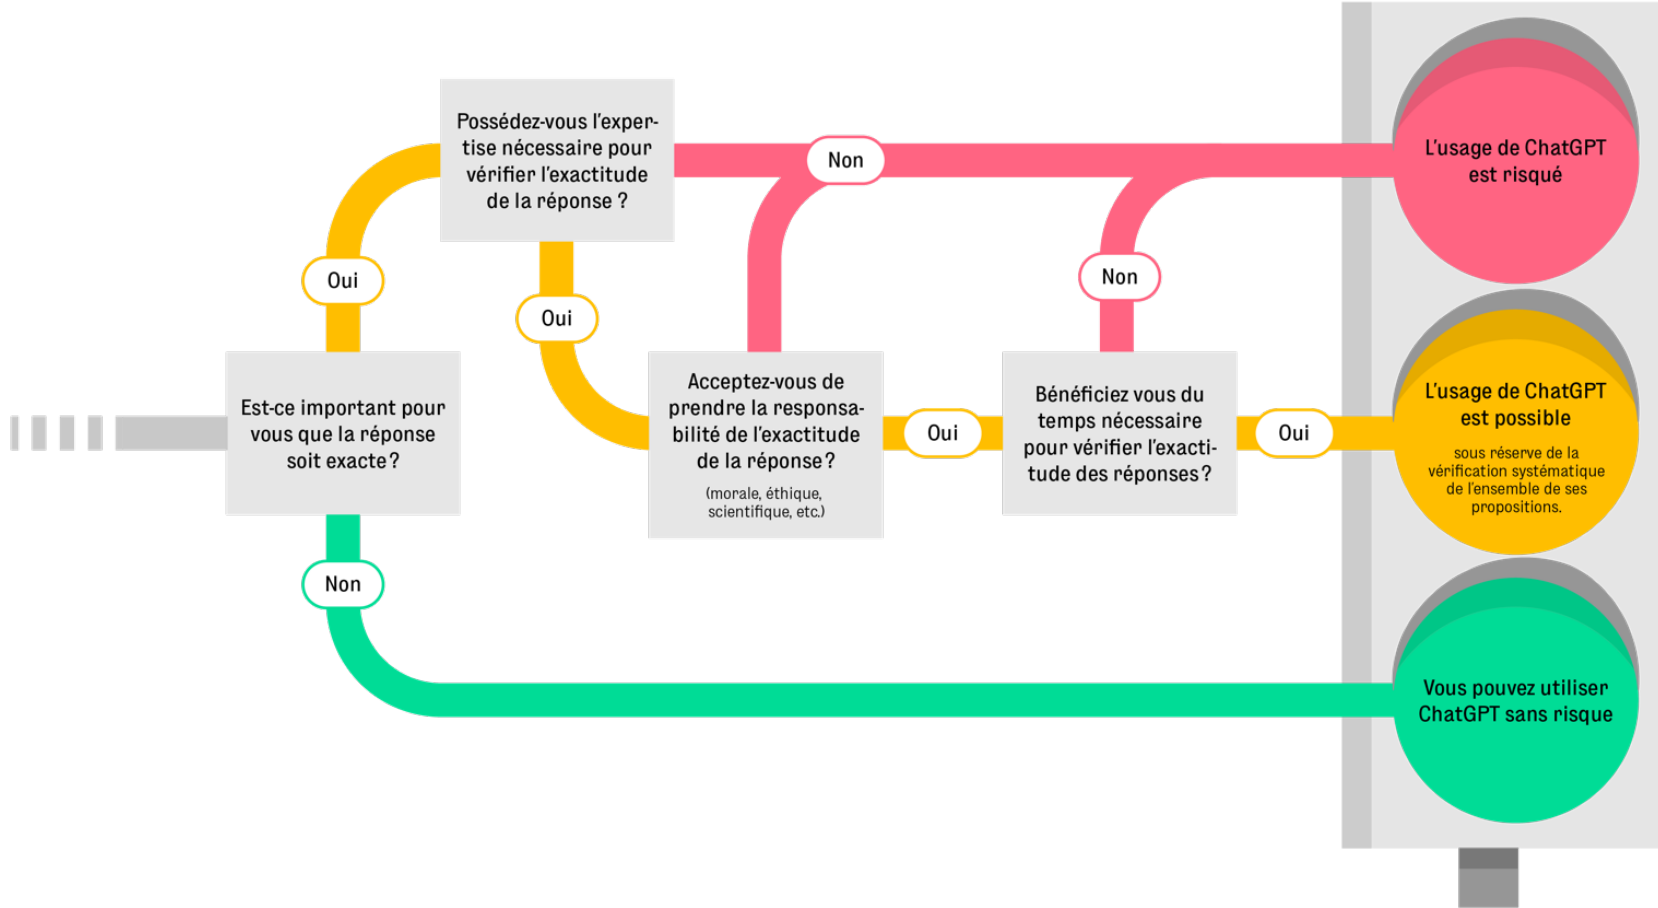 Possédez-vous l'exper-
tise nécessaire pour
vérifier l'exactitude
de la réponse ?
Non
L'usage de ChatGPT
est risqué
Oui
Oui
Non
Est-ce important pour
vous que la réponse
soit exacte?
Acceptez-vous de
prendre la responsa-
bilité de l'exactitude
de la réponse?
(morale, éthique,
scientifique, etc.)
Oui
Bénéficiez vous du
temps nécessaire
pour vérifier l'exacti-
tude des réponses?
Oui
L'usage de ChatGPT
est possible
sous réserve de la
vérification systématique
de l'ensemble de ses
propositions.
Non
Vous pouvez utiliser
ChatGPT sans risque